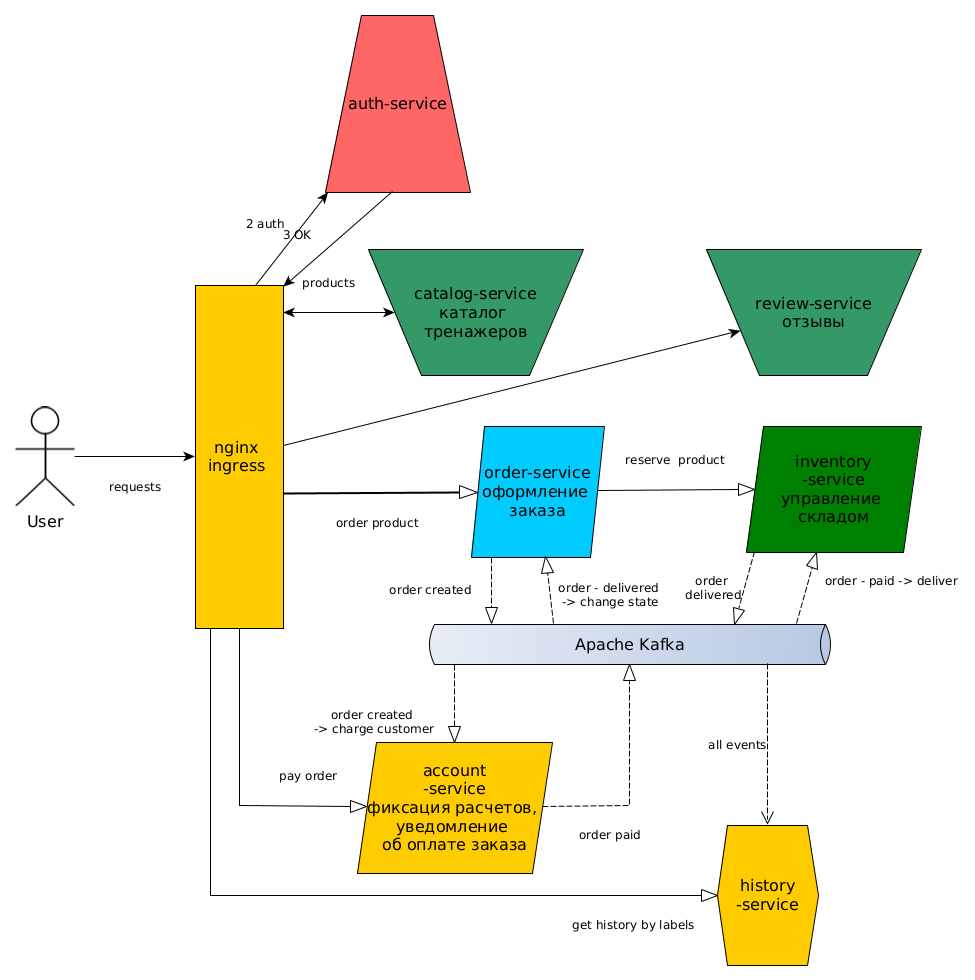 auth-service
2 auth
3 OK
products
catalog-service
каталог
тренажеров
review-service
отзывы
nginx
ingress
requests
User
order product
order-service
оформление
заказа
reserve  product
inventory
-service
управление
складом
order created
order - delivered
-> change state
order
delivered
order - paid -> deliver
Apache Kafka
order created
-> charge customer
all events
pay order
account
-service
фиксация расчетов,
уведомление
об оплате заказа
order paid
history
-service
get history by labels